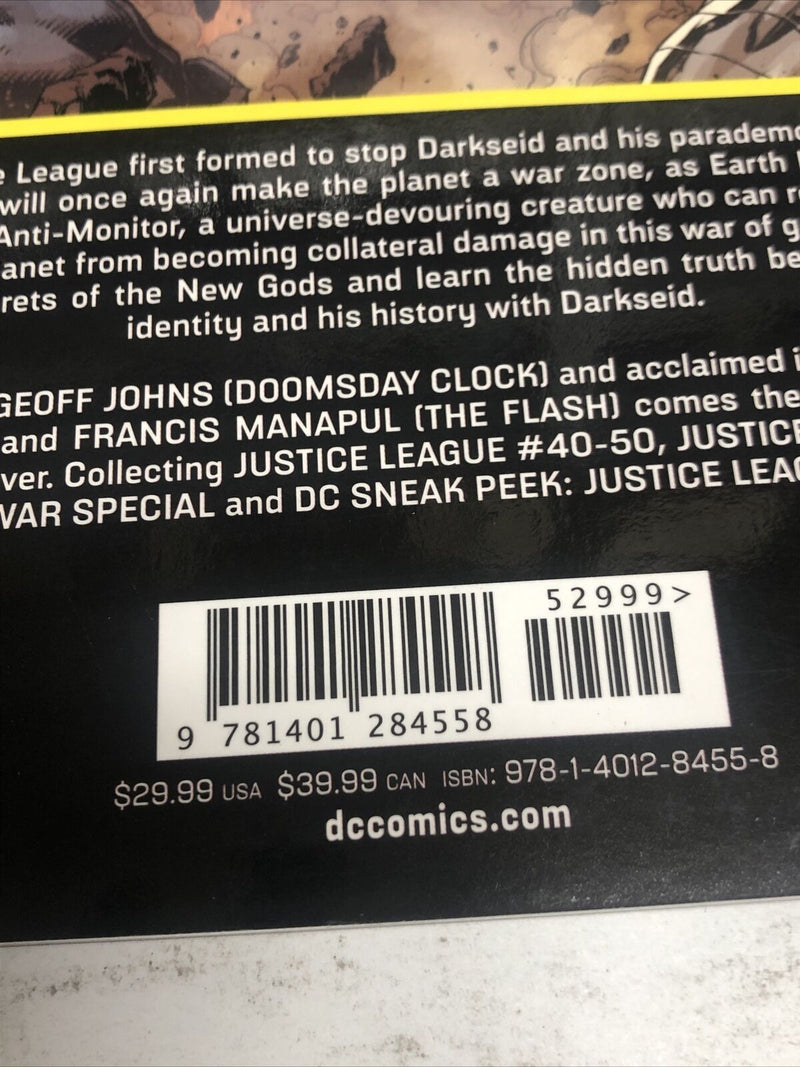 League first formed to stop Darkseid and his parademo
will once again make the planet a war zone, as Earth
Anti-Monitor, a universe-devouring creature who can r
anet from becoming collateral damage in this war of g
rets of the New Gods and learn the hidden truth be
identity and his history with Darkseid.
GEOFF JOHNS (DOOMSDAY CLOCK) and acclaimed
and FRANCIS MANAPUL (THE FLASH) comes the
ver. Collecting JUSTICE LEAGUE #40-50, JUSTICE
WAR SPECIAL and DC SNEAK PEEK: JUSTICE LEAG
52999>
9 781401 284558
$29.99 USA $39.99 CAN ISBN: 978-1-4012-8455-8
dccomics.com